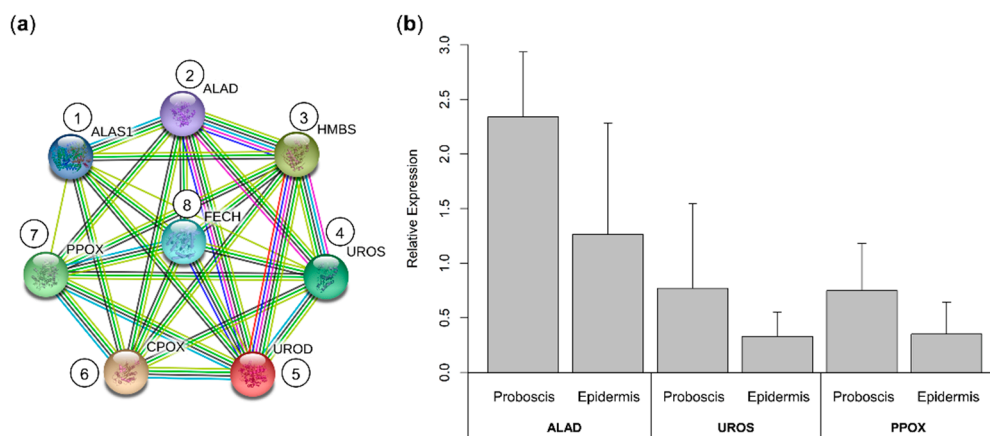 (a)
2
ALAD
1
ALAS1
3
HMBS
8
FECH
7
PPOX
4
UROS
CPOX
6
UROD
5
(b)
Relative Expression
3.0
2.5
2.0
1.5
1.0
0.5
0.0
Proboscis Epidermis Proboscis Epidermis Proboscis Epidermis
ALAD UROS PPOX